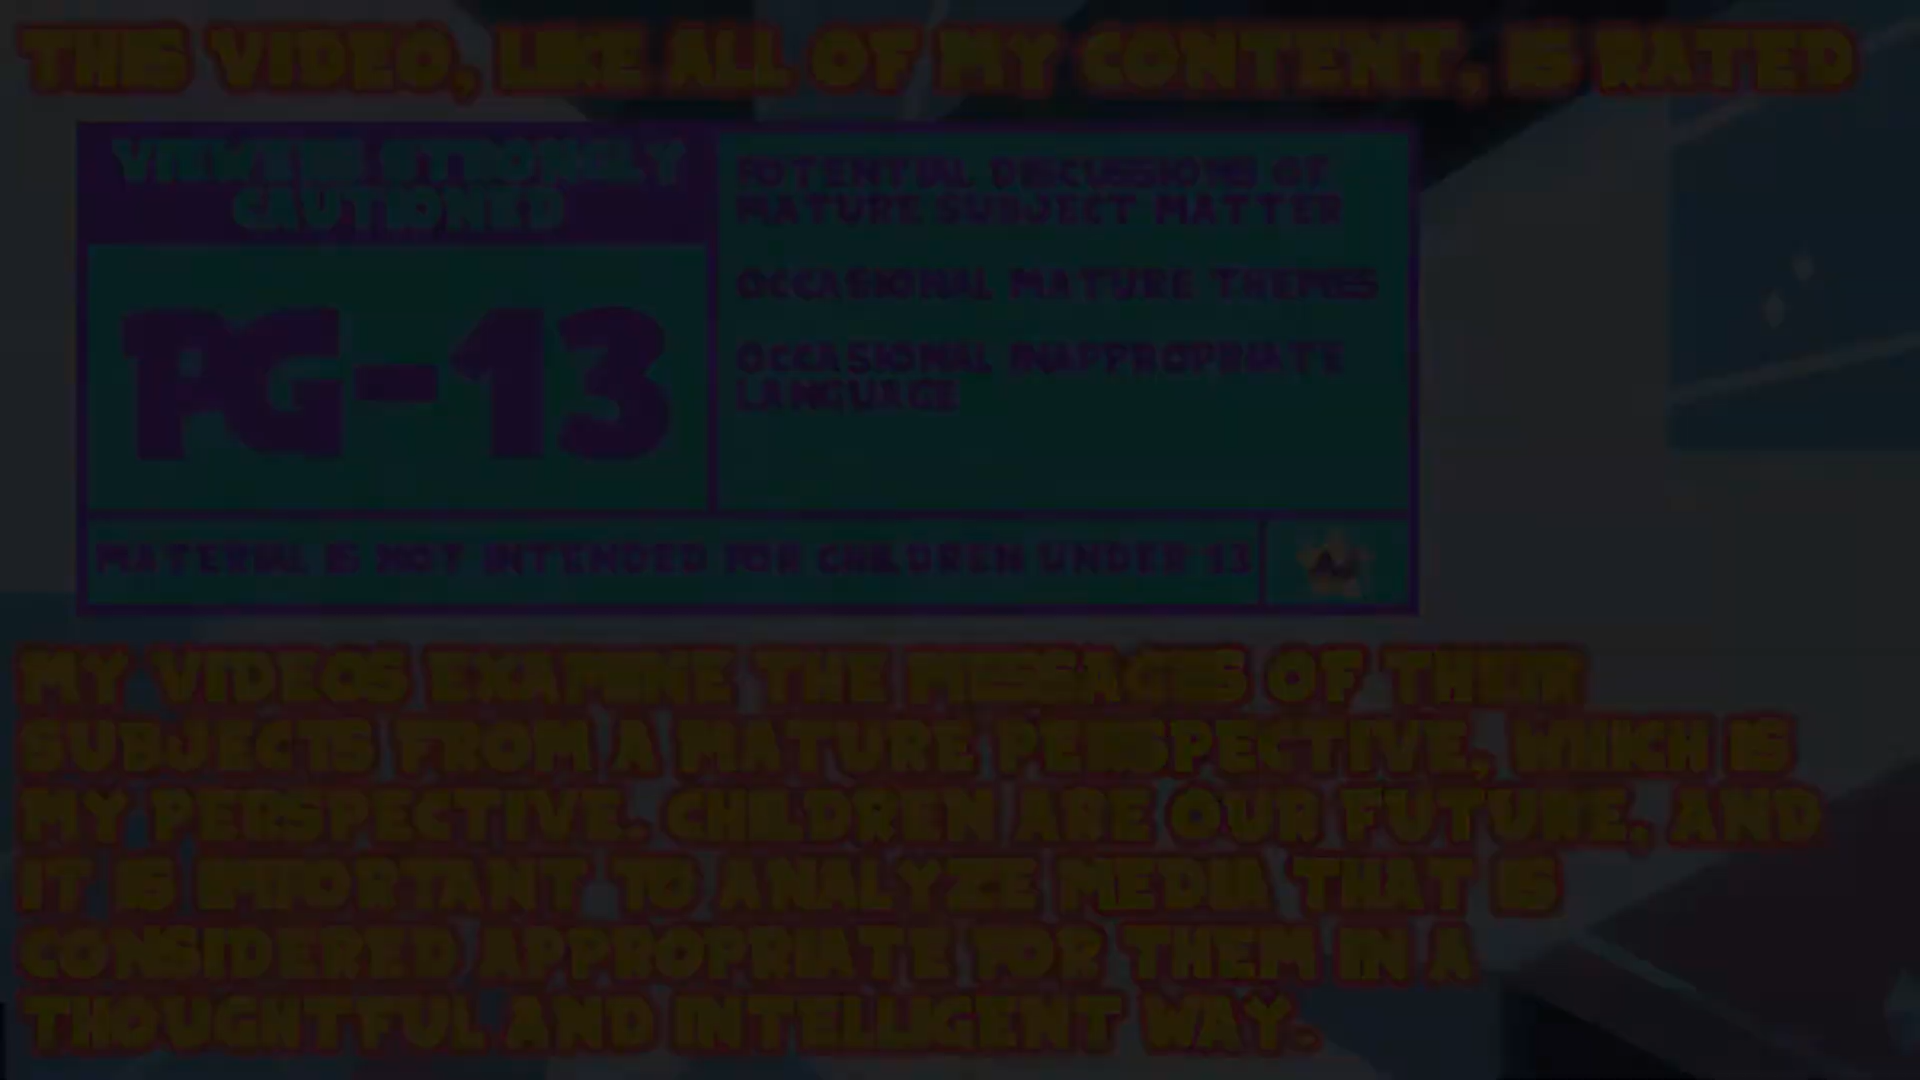 THIS VIDEO, LIKE ALL OF MY CONTENT, IS RATED
VIEWERS STRONGLY
CAUTIONED
PG-13
POTENTIAL DISCUSSIONS OF
MATURE SUBJECT MATTER
OCCASIONAL MATURE THEMES
OCCASIONAL INAPPROPRIATE
LANGUAGE
MATERIAL IS NOT INTENDED FOR CHILDREN UNDER 13
MY VIDEOS EXAMINE THE MESSAGES OF THEIR
SUBJECTS FROM A MATURE PERSPECTIVE, WHICH IS
MY PERSPECTIVE. CHILDREN ARE OUR FUTURE, AND
IT IS IMPORTANT TO ANALYZE MEDIA THAT IS
CONSIDERED APPROPRIATE FOR THEM IN A
THOUGHTFUL AND INTELLIGENT WAY.